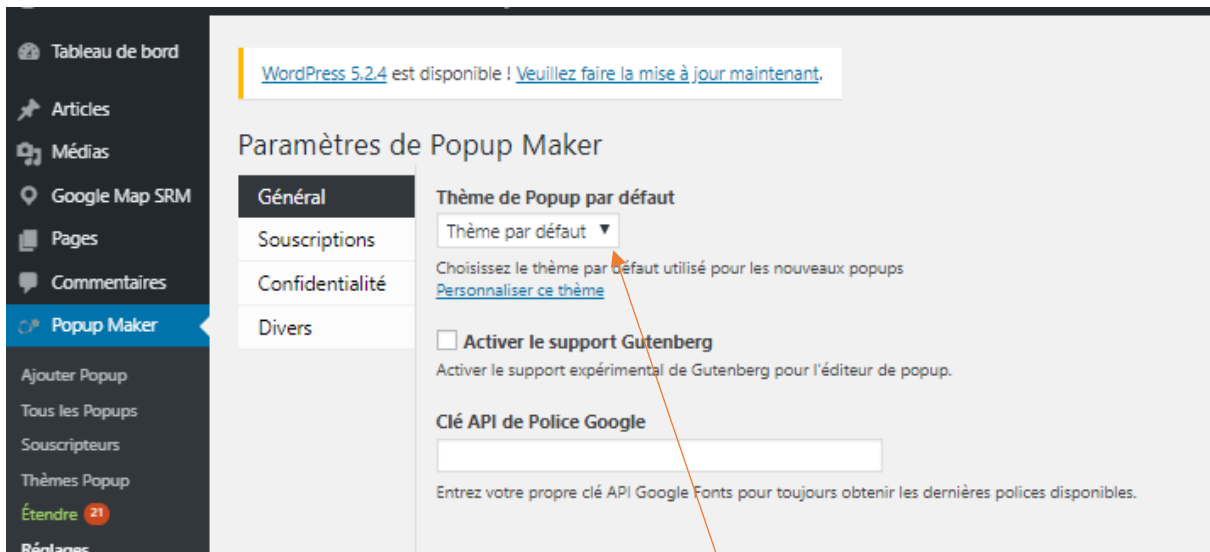 Tableau de bord
Articles
Médias
Google Map SRM
Pages
Commentaires
Popup Maker
Ajouter Popup
Tous les Popups
Souscripteurs
Thèmes Popup
Étendre 21
Réglages
WordPress 5.2.4 est disponible ! Veuillez faire la mise à jour maintenant.
Paramètres de Popup Maker
Général
Souscriptions
Confidentialité
Divers
Thème de Popup par défaut
Thème par défaut
Choisissez le thème par défaut utilisé pour les nouveaux popups
Personnaliser ce thème
Activer le support Gutenberg
Activer le support expérimental de Gutenberg pour l'éditeur de popup.
Clé API de Police Google
Entrez votre propre clé API Google Fonts pour toujours obtenir les dernières polices disponibles.